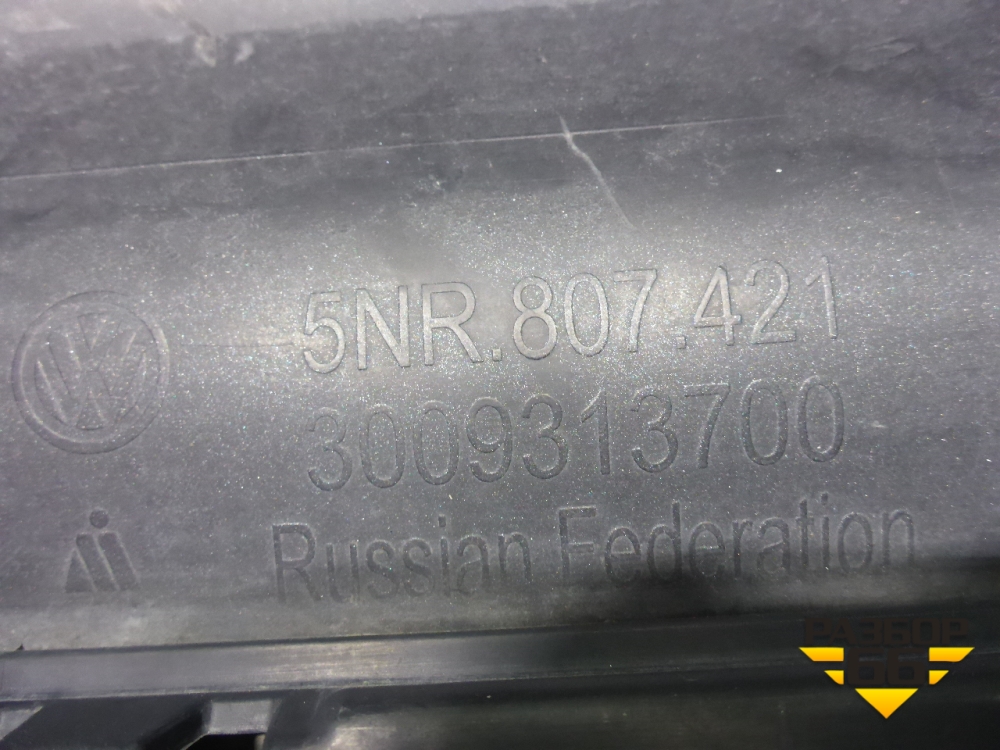 5NR.807.421
3009313700
Russian Federation
РАЗБОР
66